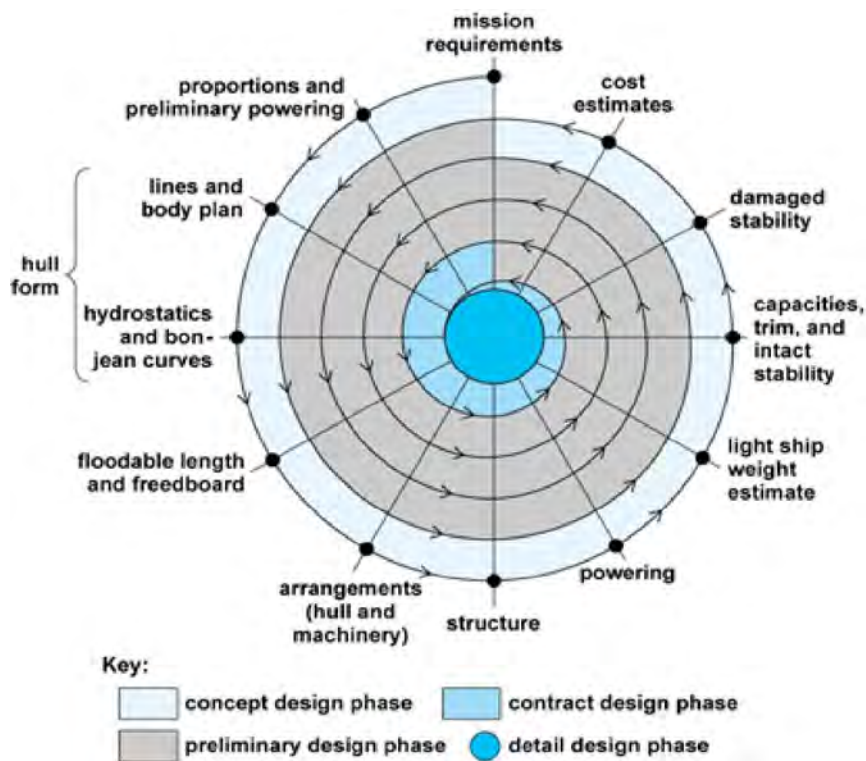 mission
requirements
proportions and
preliminary powering
cost
estimates
lines and
body plan
damaged
stability
hull
form
hydrostatics
and bon-
jean curves
capacities,
trim, and
intact
stability
floodable length
and freedboard
light ship
weight
estimate
arrangements
(hull and
machinery)
structure
powering
Key:
concept design phase
contract design phase
preliminary design phase
detail design phase